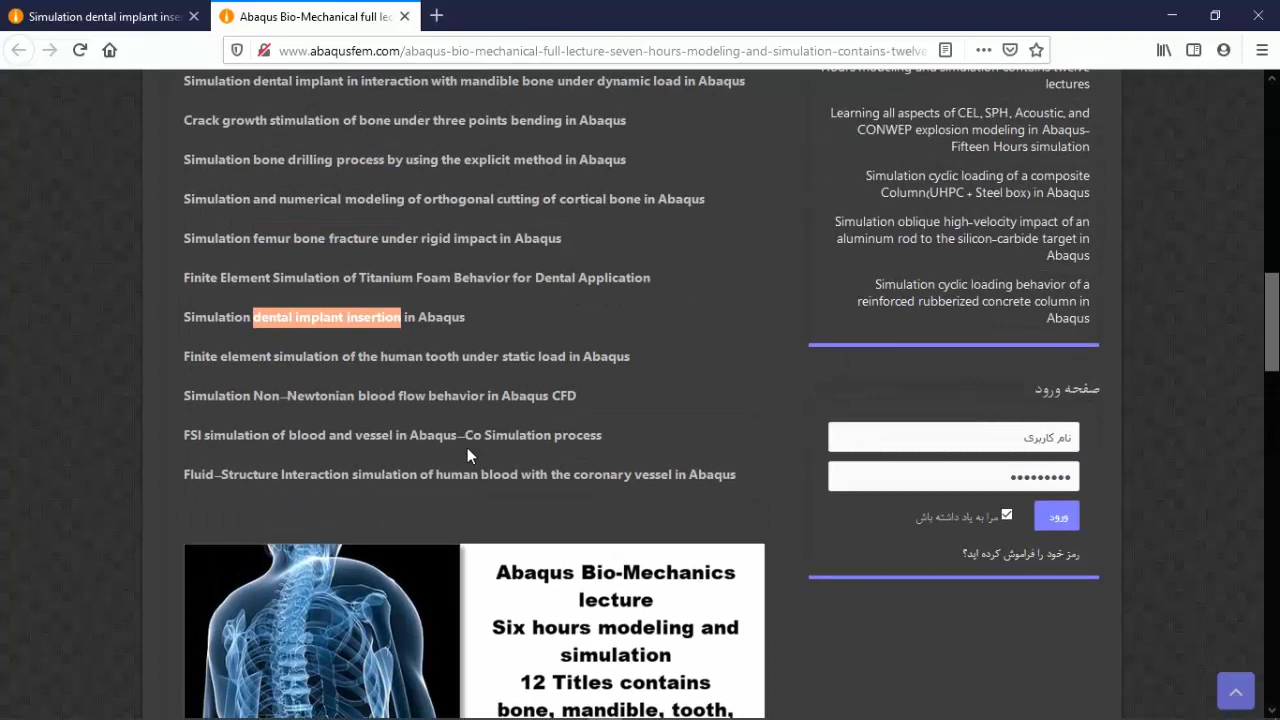 Simulation dental implant inse
Abaqus Bio-Mechanical full lec
www.abaqusfem.com/abaqus-bio-mechanical-full-lecture-seven-hours-modeling-and-simulation-contains-twelve
Simulation dental implant in interaction with mandible bone under dynamic load in Abaqus
Crack growth stimulation of bone under three points bending in Abaqus
Simulation bone drilling process by using the explicit method in Abaqus
Simulation and numerical modeling of orthogonal cutting of cortical bone in Abaqus
Simulation femur bone fracture under rigid impact in Abaqus
Finite Element Simulation of Titanium Foam Behavior for Dental Application
Simulation dental implant insertion in Abaqus
Finite element simulation of the human tooth under static load in Abaqus
Simulation Non–Newtonian blood flow behavior in Abaqus CFD
FSI simulation of blood and vessel in Abaqus–Co Simulation process
Fluid–Structure Interaction simulation of human blood with the coronary vessel in Abaqus
Abaqus Bio-Mechanics
lecture
Six hours modeling and
simulation
12 Titles contains
bone, mandible, tooth,
Hours modeling and simulation contains twelve
lectures
Learning all aspects of CEL, SPH, Acoustic, and
CONWEP explosion modeling in Abaqus-
Fifteen Hours simulation
Simulation cyclic loading of a composite
Column(UHPC + Steel box) in Abaqus
Simulation oblique high-velocity impact of an
aluminum rod to the silicon-carbide target in
Abaqus
Simulation cyclic loading behavior of a
reinforced rubberized concrete column in
Abaqus
صفحه ورود
نام کاربری
مرا به یاد داشته باش
ورود
رمز خود را فراموش کرده اید؟